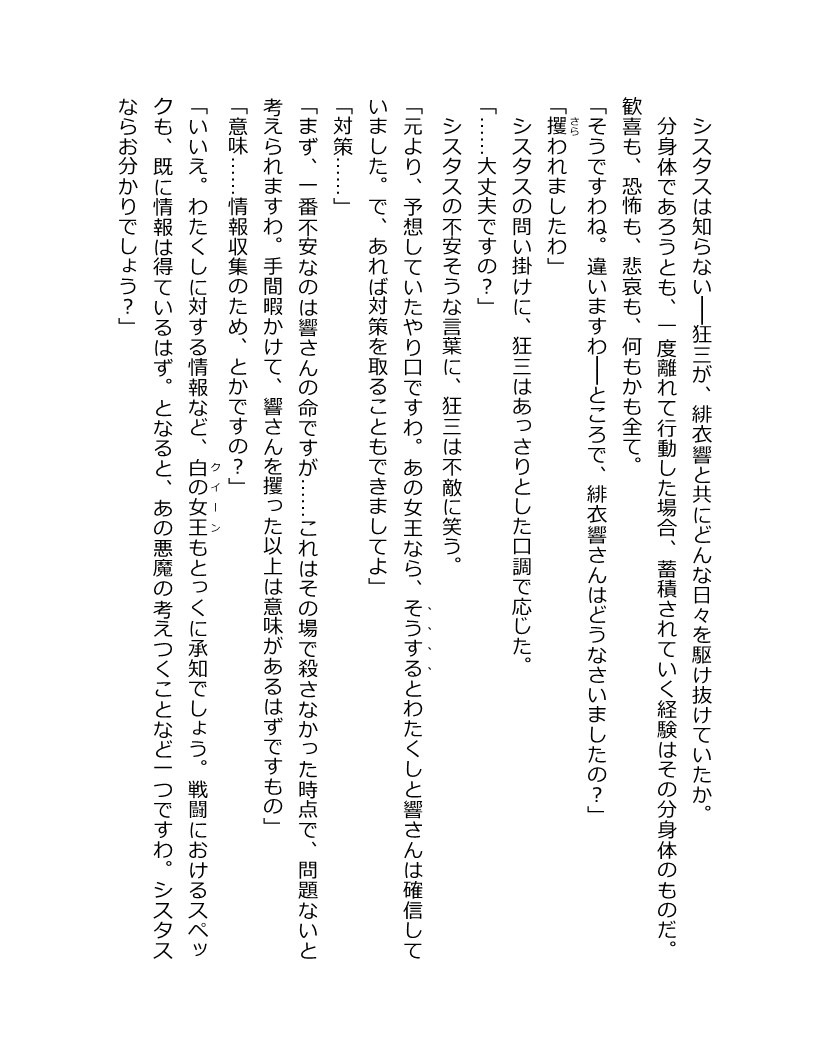 シスタスは知らない――狂三が、緋衣響と共にどんな日々を駆け抜けていたか。
　分身体であろうとも、一度離れて行動した場合、蓄積されていく経験はその分身体のものだ。
歓喜も、恐怖も、悲哀も、何もかも全て。
「そうですわね。違いますわ――ところで、緋衣響さんはどうなさいましたの？」
「攫われましたわ」
　シスタスの問い掛けに、狂三はあっさりとした口調で応じた。
「……大丈夫ですの？」
　シスタスの不安そうな言葉に、狂三は不敵に笑う。
「元より、予想していたやり口ですわ。あの女王なら、そうするとわたくしと響さんは確信して
いました。で、あれば対策を取ることもできましてよ」
「対策……」
「まず、一番不安なのは響さんの命ですが……これはその場で殺さなかった時点で、問題ないと
考えられますわ。手間暇かけて、響さんを攫った以上は意味があるはずですもの」
「意味……情報収集のため、とかですの？」
「いいえ。わたくしに対する情報など、白の女王もとっくに承知でしょう。戦闘におけるスペッ
クも、既に情報は得ているはず。となると、あの悪魔の考えつくことなど一つですわ。シスタス
ならお分かりでしょう？」